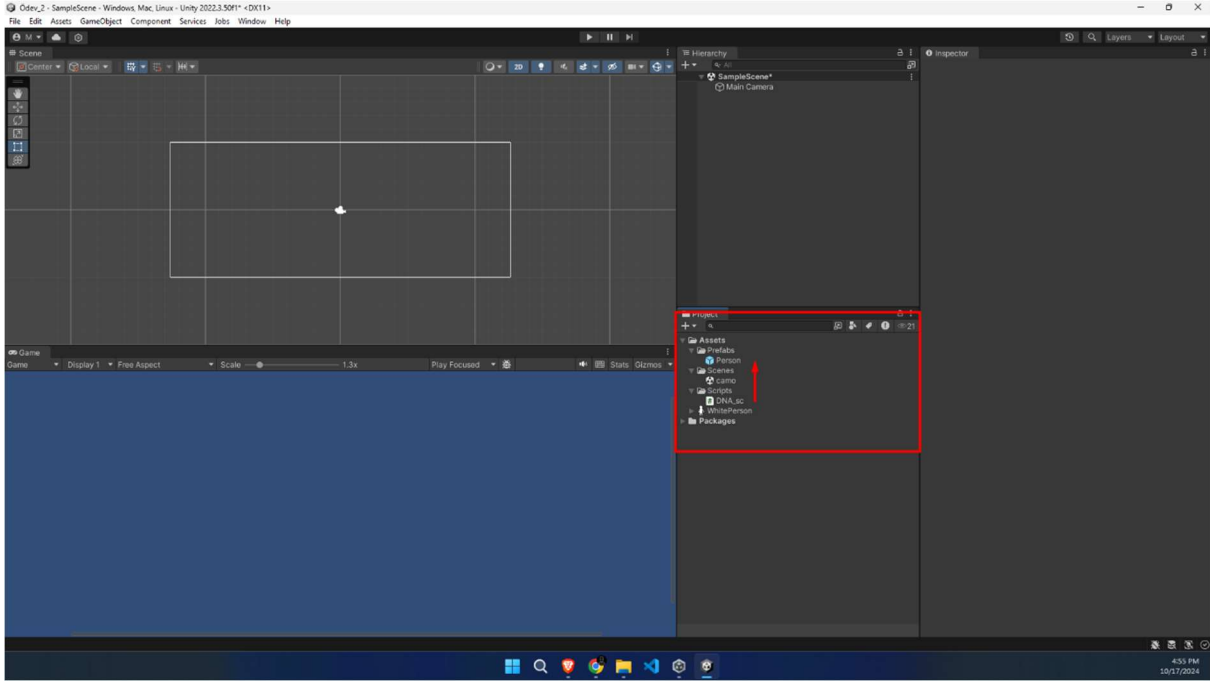 Ödev_2 - SampleScene - Windows, Mac, Linux - Unity 2022.3.50f1* <DX11>
File Edit Assets GameObject Component Services Jobs Window Help
M Layers Layout
Scene
Center Local 2D
Hierarchy
All
SampleScene*
Main Camera
Inspector
Project
21
Assets
Prefabs
Person
Scenes
camo
Scripts
DNA_sc
WhitePerson
Packages
Game
Game Display 1 Free Aspect Scale 1.3x Play Focused Stats Gizmos
4:55 PM
10/17/2024